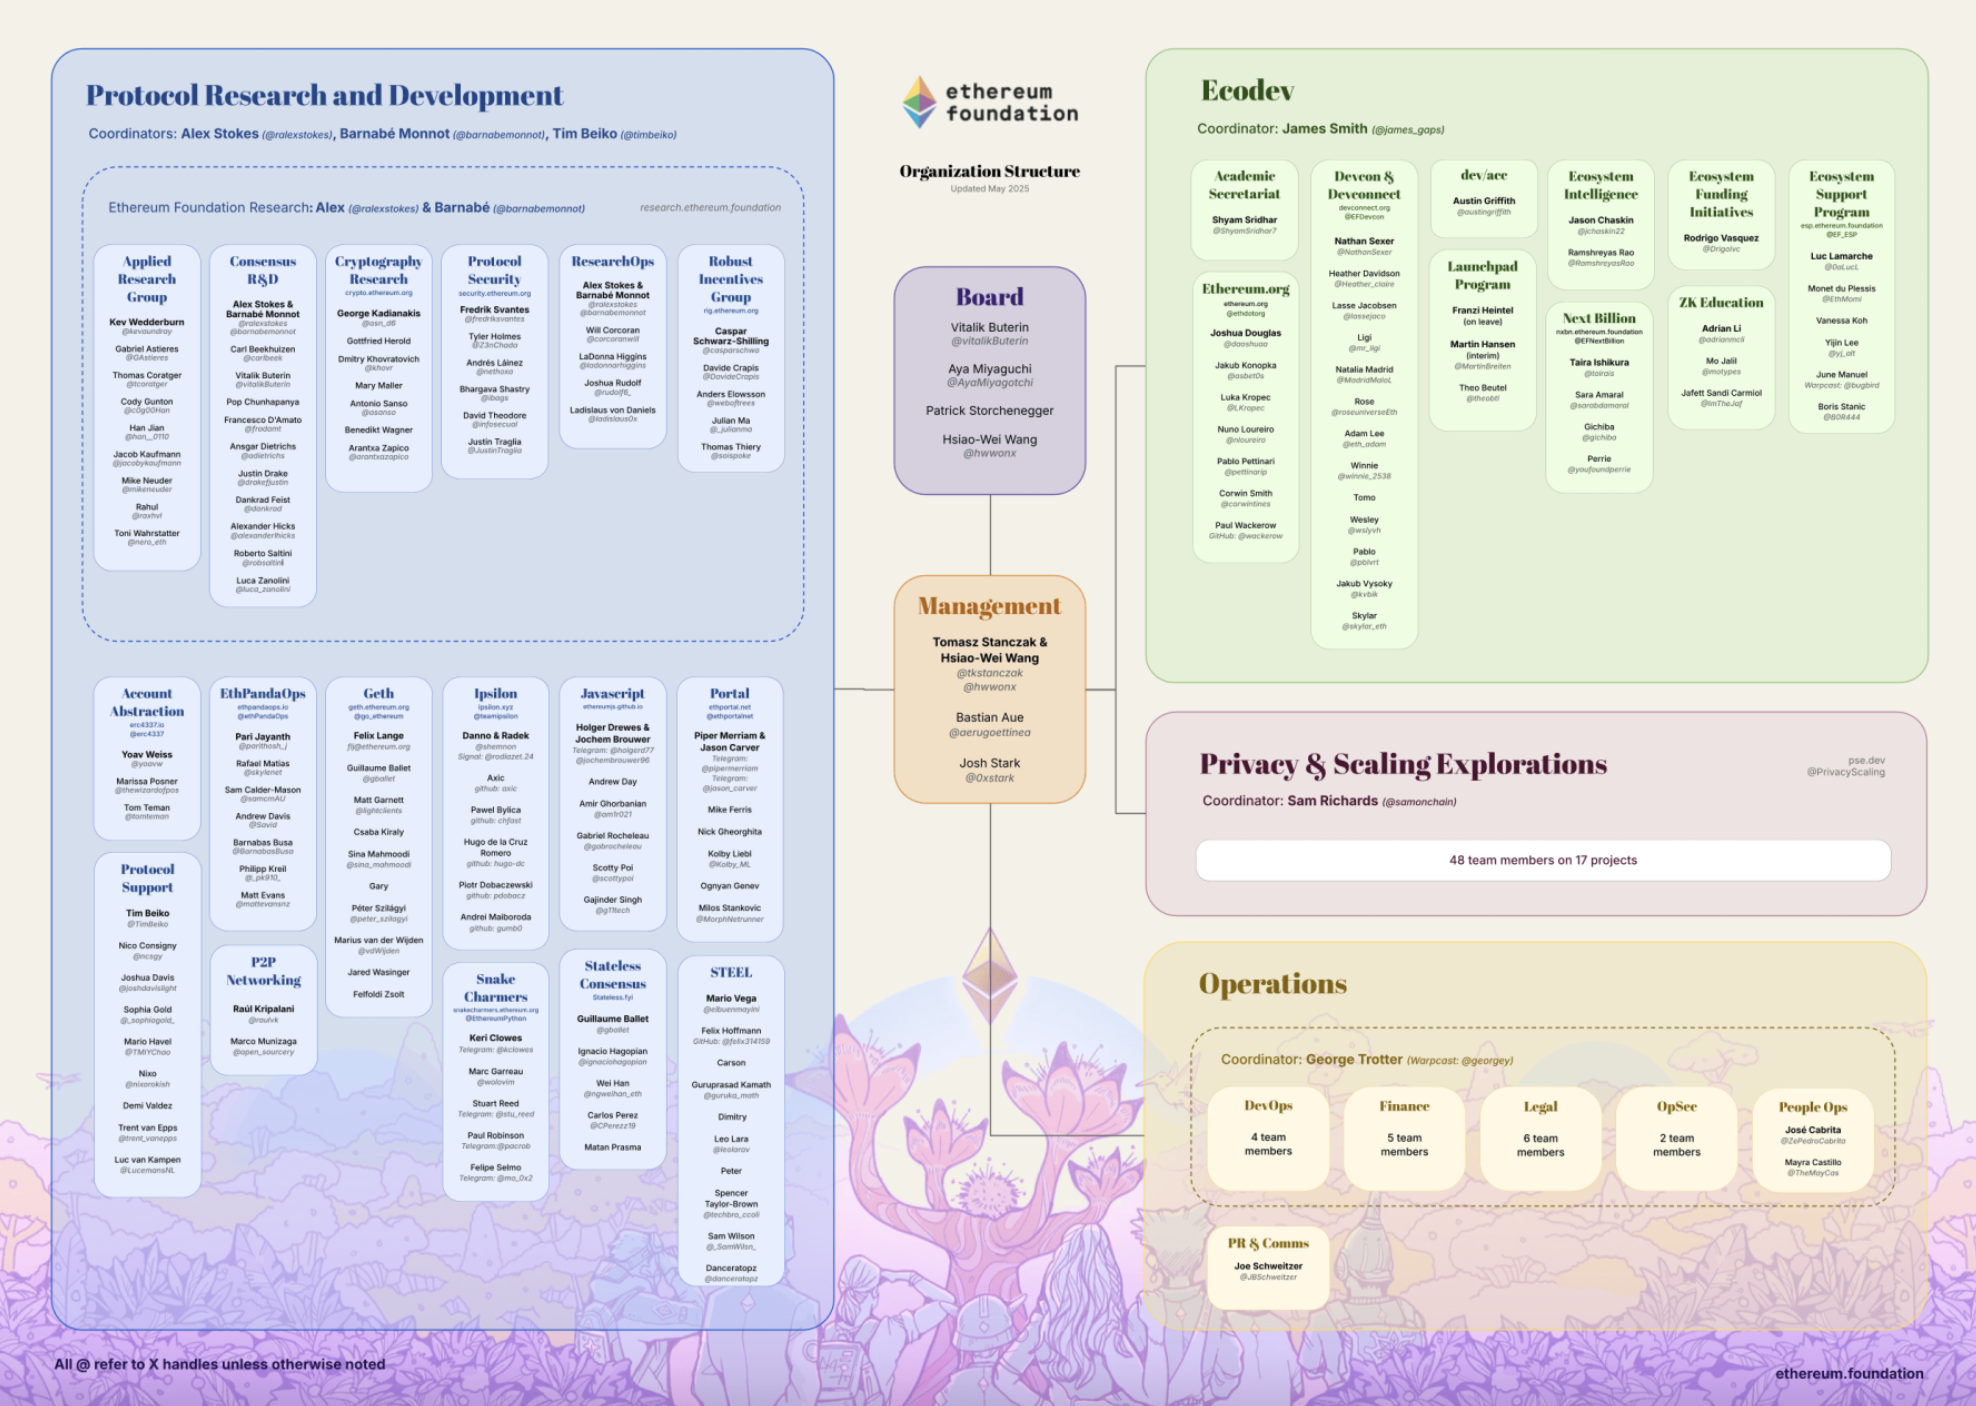 Protocol Research and Development
Coordinators: Alex Stokes (@ralexstokes), Barnabé Monnot (@barnabemonnot), Tim Beiko (@timbeiko)
Ethereum Foundation Research: Alex (@ralexstokes) & Barnabé (@barnabemonnot)
research.ethereum.foundation
Applied
Research
Group
Kev Wedderburn
@kevaundray
Gabriel Astieres
@GAstieres
Thomas Coratger
@tcoratger
Cody Gunton
@c0g00Han
Han Jian
@han__0110
Jacob Kaufmann
@jacobykaufmann
Mike Neuder
@mikeneuder
Rahul
@raxhvl
Toni Wahrstatter
@nero_eth
Consensus
R&D
Alex Stokes &
Barnabé Monnot
@ralexstokes
@barnabemonnot
Carl Beekhuizen
@carlbeek
Vitalik Buterin
@vitalikButerin
Pop Chunhapanya
Francesco D'Amato
@fradamt
Ansgar Dietrichs
@adietrichs
Justin Drake
@drakefjustin
Dankrad Feist
@dankrad
Alexander Hicks
@alexanderlhicks
Roberto Saltini
@robsaltini
Luca Zanolini
@luca_zanolini
Cryptography
Research
crypto.ethereum.org
George Kadianakis
@asn_d6
Gottfried Herold
Dmitry Khovratovich
@khovr
Mary Maller
Antonio Sanso
@asanso
Benedikt Wagner
Arantxa Zapico
@arantxazapico
Protocol
Security
security.ethereum.org
Fredrik Svantes
@fredriksvantes
Tyler Holmes
@Z3nChada
Andrés Láinez
@nethoxa
Bhargava Shastry
@ibags
David Theodore
@infosecual
Justin Traglia
@JustinTraglia
ResearchOps
Alex Stokes &
Barnabé Monnot
@ralexstokes
@barnabemonnot
Will Corcoran
@corcoranwill
LaDonna Higgins
@ladonnarhiggins
Joshua Rudolf
@rudolf6_
Ladislaus von Daniels
@ladislaus0x
Robust
Incentives
Group
rig.ethereum.org
Caspar
Schwarz-Shilling
@casparschwa
Davide Crapis
@DavideCrapis
Anders Elowsson
@weboftrees
Julian Ma
@_julianma
Thomas Thiery
@soispoke
Account
Abstraction
erc4337.io
@erc4337
Yoav Weiss
@yoavw
Marissa Posner
@thewizardofpos
Tom Teman
@tomteman
Protocol
Support
Tim Beiko
@TimBeiko
Nico Consigny
@ncsgy
Joshua Davis
@joshdavislight
Sophia Gold
@_sophiagold_
Mario Havel
@TMIYChao
Nixo
@nixorokish
Demi Valdez
Trent van Epps
@trent_vanepps
Luc van Kampen
@LucemansNL
EthPandaOps
ethpandaops.io
@ethPandaOps
Pari Jayanth
@parithosh_j
Rafael Matias
@skylenet
Sam Calder-Mason
@samcmAU
Andrew Davis
@Savid
Barnabas Busa
@BarnabasBusa
Philipp Kreil
@_pk910_
Matt Evans
@mattevansnz
P2P
Networking
Raúl Kripalani
@raulvk
Marco Munizaga
@open_sourcery
Geth
geth.ethereum.org
@go_ethereum
Felix Lange
fjl@ethereum.org
Guillaume Ballet
@gballet
Matt Garnett
@lightclients
Csaba Kiraly
Sina Mahmoodi
@sina_mahmoodi
Gary
Péter Szilágyi
@peter_szilagyi
Marius van der Wijden
@vdWijden
Jared Wasinger
Felfoldi Zsolt
Ipsilon
ipsilon.xyz
@teamipsilon
Danno & Radek
@shemnon
Signal: @rodiazet.24
Axic
github: axic
Pawel Bylica
github: chfast
Hugo de la Cruz
Romero
github: hugo-dc
Piotr Dobaczewski
github: pdobacz
Andrei Maiboroda
github: gumb0
Snake
Charmers
snakecharmers.ethereum.org
@EthereumPython
Keri Clowes
Telegram: @kclowes
Marc Garreau
@wolovim
Stuart Reed
Telegram: @stu_reed
Paul Robinson
Telegram:@pacrob
Felipe Selmo
Telegram: @mo_0x2
Javascript
ethereumjs.github.io
Holger Drewes &
Jochem Brouwer
Telegram: @holgerd77
@jochembrouwer96
Andrew Day
Amir Ghorbanian
@am1r021
Gabriel Rocheleau
@gabrocheleau
Scotty Poi
@scottypoi
Gajinder Singh
@g11tech
Stateless
Consensus
Stateless.fyi
Guillaume Ballet
@gballet
Ignacio Hagopian
@ignaciohagopian
Wei Han
@ngweihan_eth
Carlos Perez
@CPerezz19
Matan Prasma
Portal
ethportal.net
@ethportalnet
Piper Merriam &
Jason Carver
Telegram:
@pipermerriam
Telegram:
@jason_carver
Mike Ferris
Nick Gheorghita
Kolby Liebl
@Kolby_ML
Ognyan Genev
Milos Stankovic
@MorphNetrunner
STEEL
Mario Vega
@elbuenmayini
Felix Hoffmann
GitHub: @felix314159
Carson
Guruprasad Kamath
@guruka_math
Dimitry
Leo Lara
@leolarav
Peter
Spencer
Taylor-Brown
@techbro_ccoli
Sam Wilson
@_SamWilsn_
Danceratopz
@danceratopz
ethereum
foundation
Organization Structure
Updated May 2025
Board
Vitalik Buterin
@vitalikButerin
Aya Miyaguchi
@AyaMiyagotchi
Patrick Storchenegger
Hsiao-Wei Wang
@hwwonx
Management
Tomasz Stanczak &
Hsiao-Wei Wang
@tkstanczak
@hwwonx
Bastian Aue
@aerugoettinea
Josh Stark
@0xstark
Ecodev
Coordinator: James Smith (@james_gaps)
Academic
Secretariat
Shyam Sridhar
@ShyamSridhar7
Ethereum.org
ethereum.org
@ethdotorg
Joshua Douglas
@daoshuaa
Jakub Konopka
@asbet0s
Luka Kropec
@LKropec
Nuno Loureiro
@nloureiro
Pablo Pettinari
@pettinarip
Corwin Smith
@corwintines
Paul Wackerow
GitHub: @wackerow
Devcon &
Devconnect
devconnect.org
@EFDevcon
Nathan Sexer
@NathanSexer
Heather Davidson
@Heather_claire
Lasse Jacobsen
@lassejaco
Ligi
@mr_ligi
Natalia Madrid
@MadridMaloL
Rose
@roseuniverseEth
Adam Lee
@eth_adam
Winnie
@winnie_2538
Tomo
Wesley
@wslyvh
Pablo
@pblvrt
Jakub Vysoky
@kvbik
Skylar
@skylar_eth
dev/acc
Austin Griffith
@austingriffith
Launchpad
Program
Franzi Heintel
(on leave)
Martin Hansen
(interim)
@MartinBreiten
Theo Beutel
@theobtl
Ecosystem
Intelligence
Jason Chaskin
@jchaskin22
Ramshreyas Rao
@RamshreyasRao
Next Billion
nxbn.ethereum.foundation
@EFNextBillion
Taira Ishikura
@tairais
Sara Amaral
@sarabdamaral
Gichiba
@gichiba
Perrie
@youfoundperrie
Ecosystem
Funding
Initiatives
Rodrigo Vasquez
@Drigolvc
ZK Education
Adrian Li
@adrianmcli
Mo Jalil
@motypes
Jafett Sandi Carmiol
@ImTheJaf
Ecosystem
Support
Program
esp.ethereum.foundation
@EF_ESP
Luc Lamarche
@0aLucL
Monet du Plessis
@EthMomi
Vanessa Koh
Yijin Lee
@yj_alt
June Manuel
Warpcast: @bugbird
Boris Stanic
@B0R444
Privacy & Scaling Explorations
pse.dev
@PrivacyScaling
Coordinator: Sam Richards (@samonchain)
48 team members on 17 projects
Operations
Coordinator: George Trotter (Warpcast: @georgey)
DevOps
4 team
members
Finance
5 team
members
Legal
6 team
members
OpSec
2 team
members
People Ops
José Cabrita
@ZePedroCabrita
Mayra Castillo
@TheMayCas
PR & Comms
Joe Schweitzer
@JBSchweitzer
All @ refer to X handles unless otherwise noted
ethereum.foundation